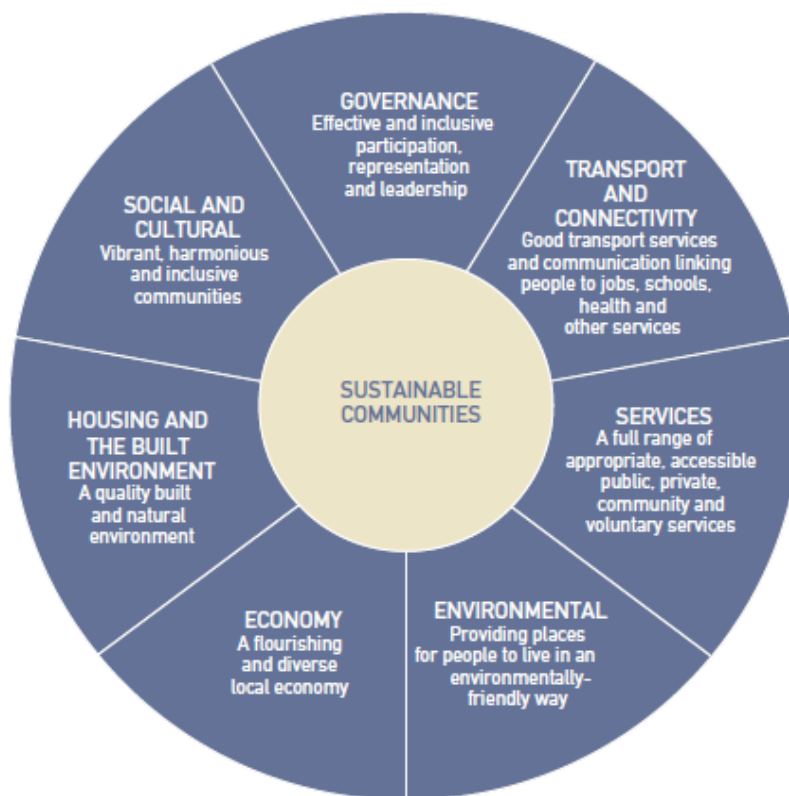 GOVERNANCE
Effective and inclusive
participation,
representation
and leadership
TRANSPORT
AND
CONNECTIVITY
Good transport services
and communication linking
people to jobs, schools,
health and
other services
SERVICES
A full range of
appropriate, accessible
public, private,
community and
voluntary services
ENVIRONMENTAL
Providing places
for people to live in an
environmentally-
friendly way
ECONOMY
A flourishing
and diverse
local economy
HOUSING AND
THE BUILT
ENVIRONMENT
A quality built
and natural
environment
SOCIAL AND
CULTURAL
Vibrant, harmonious
and inclusive
communities
SUSTAINABLE
COMMUNITIES